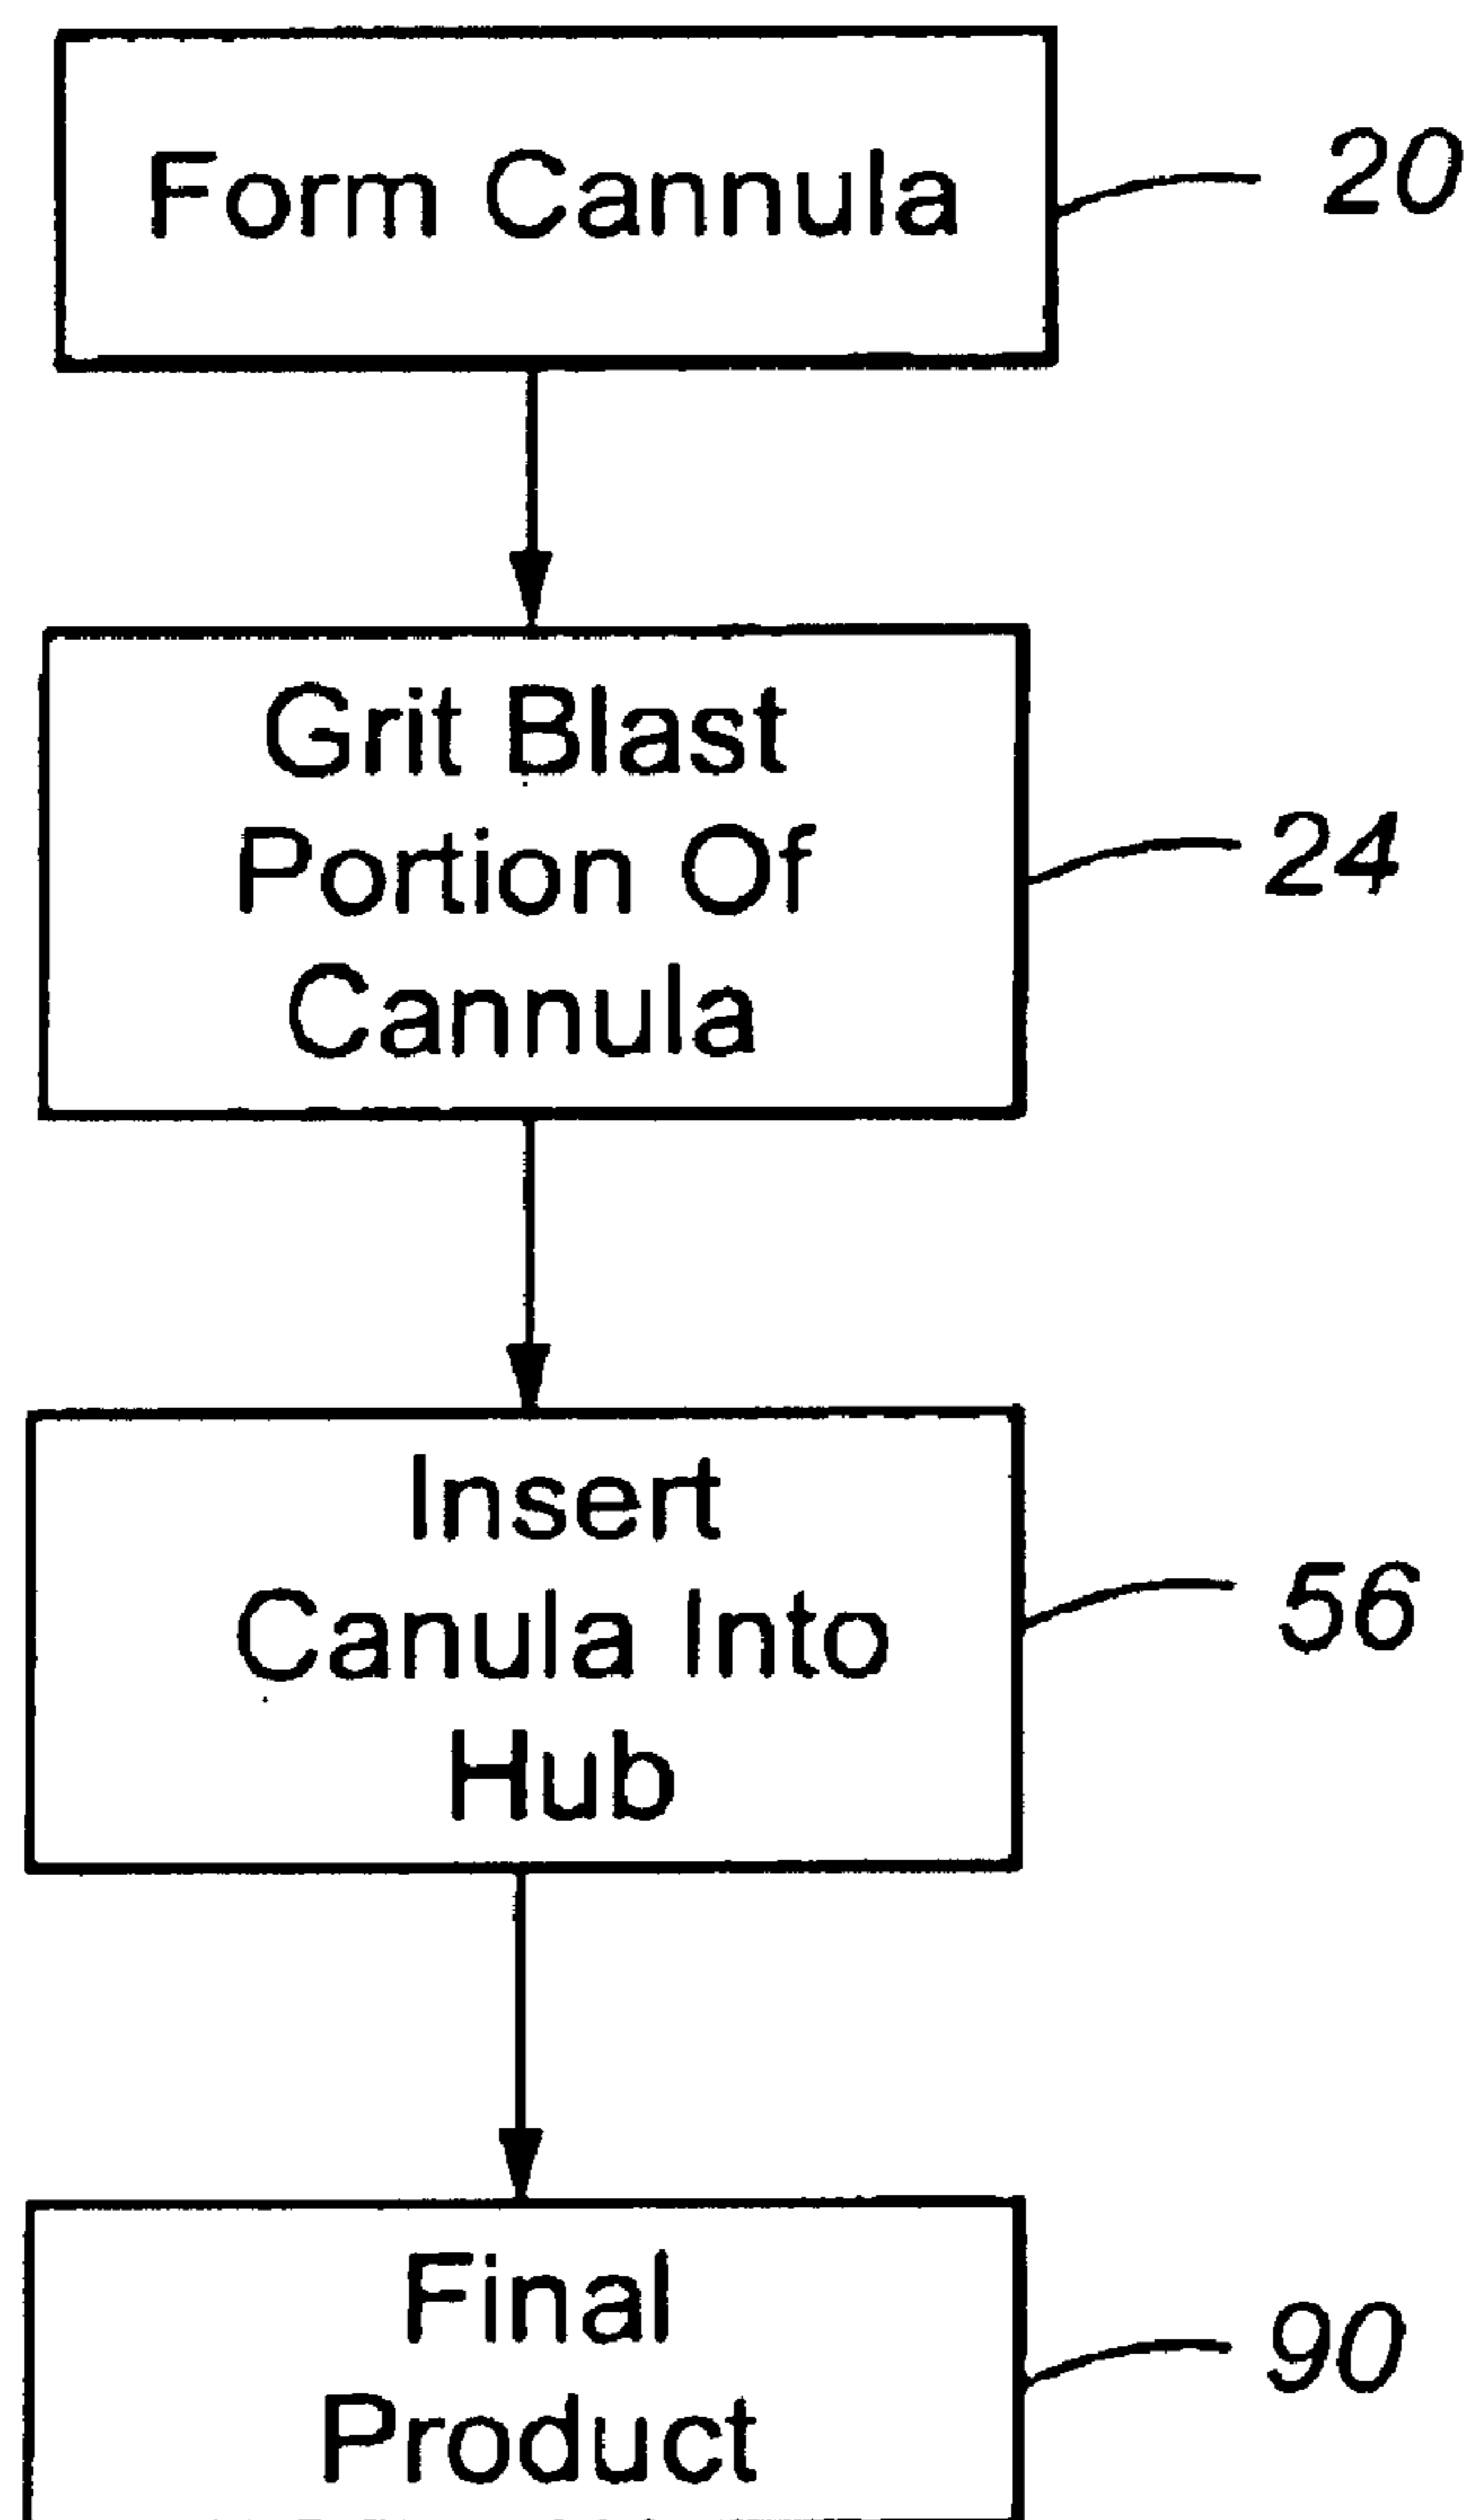 Form Cannula
20
Grit Blast
Portion Of
Cannula
24
Insert
Canula Into
Hub
56
Final
Product
90